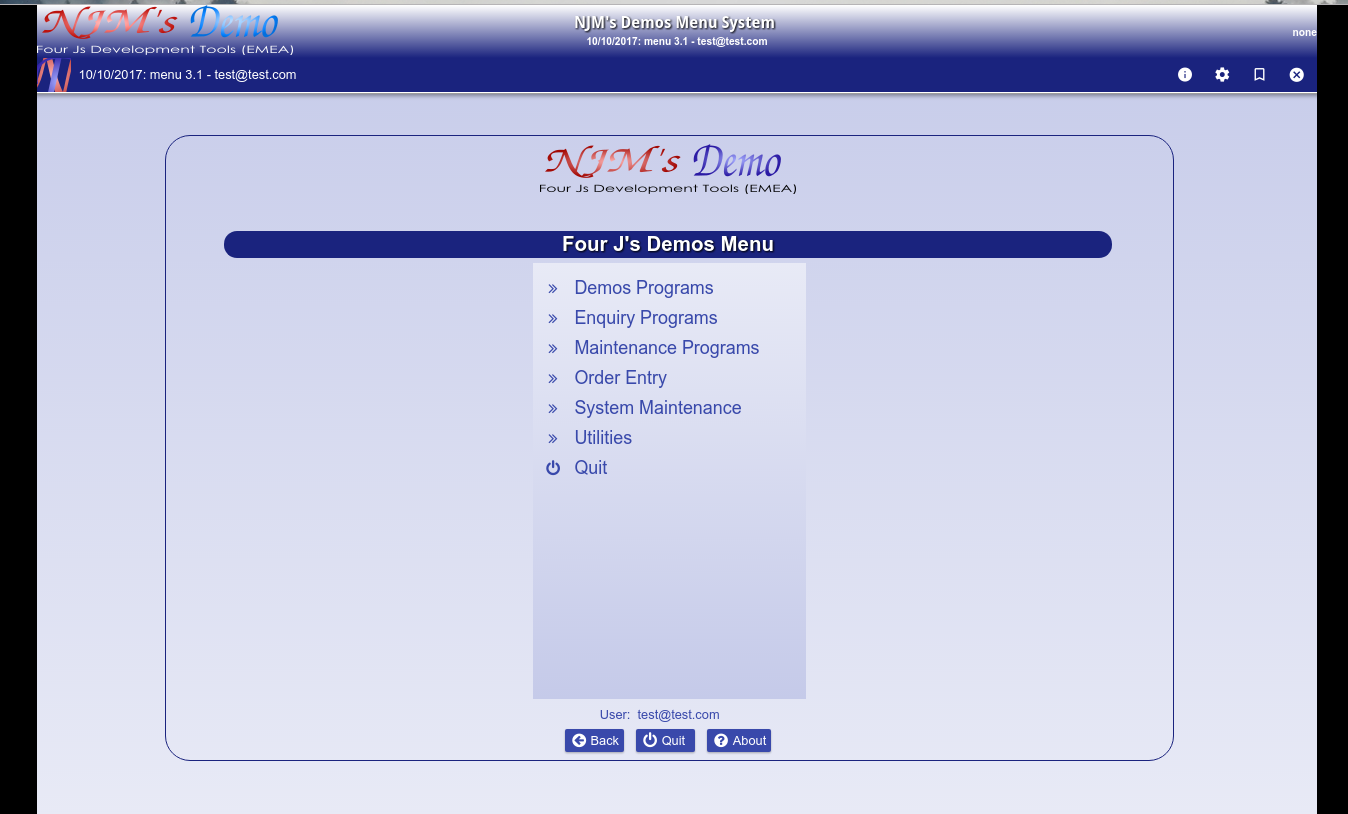 NJM's Demo
Four Js Development Tools (EMEA)
NJM's Demos Menu System
10/10/2017: menu 3.1 - test@test.com
none
10/10/2017: menu 3.1 - test@test.com
NJM's Demo
Four Js Development Tools (EMEA)
Four J's Demos Menu
Demos Programs
Enquiry Programs
Maintenance Programs
Order Entry
System Maintenance
Utilities
Quit
User: test@test.com
Back Quit About